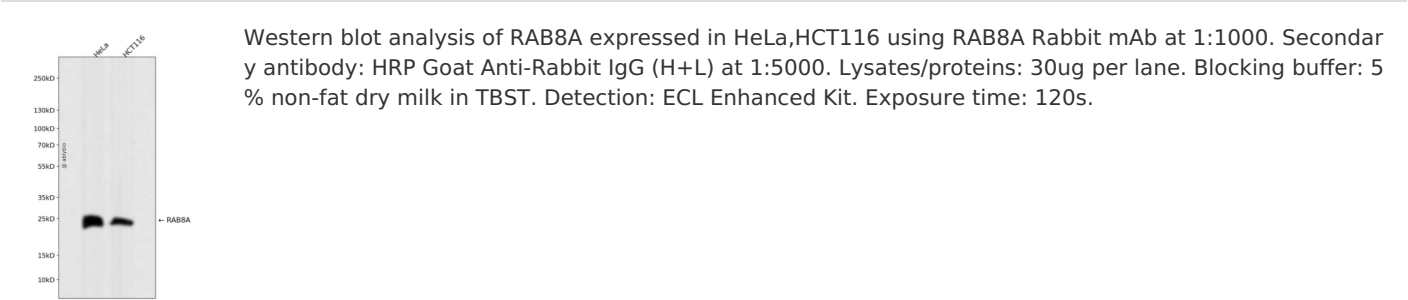 HeLa
HCT116
250kD
130kD
100kD
70kD
55kD
35kD
25kD
15kD
10kD
@ abbybio
← RAB8A
Western blot analysis of RAB8A expressed in HeLa,HCT116 using RAB8A Rabbit mAb at 1:1000. Secondar
y antibody: HRP Goat Anti-Rabbit IgG (H+L) at 1:5000. Lysates/proteins: 30ug per lane. Blocking buffer: 5
% non-fat dry milk in TBST. Detection: ECL Enhanced Kit. Exposure time: 120s.